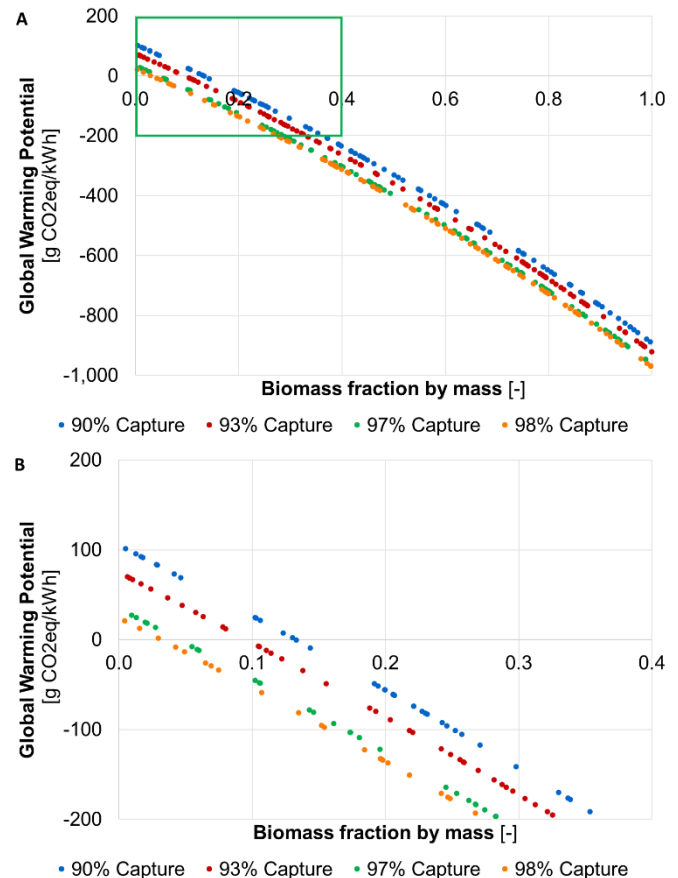 A
200
0
-200
-400
-600
-800
-1,000
0.0 0.2 0.4 0.6 0.8 1.0
Global Warming Potential
[g CO2eq/kWh]
Biomass fraction by mass [-]
90% Capture 93% Capture 97% Capture 98% Capture
B
200
100
0
-100
-200
0.0 0.1 0.2 0.3 0.4
Global Warming Potential
[g CO2eq/kWh]
Biomass fraction by mass [-]
90% Capture 93% Capture 97% Capture 98% Capture